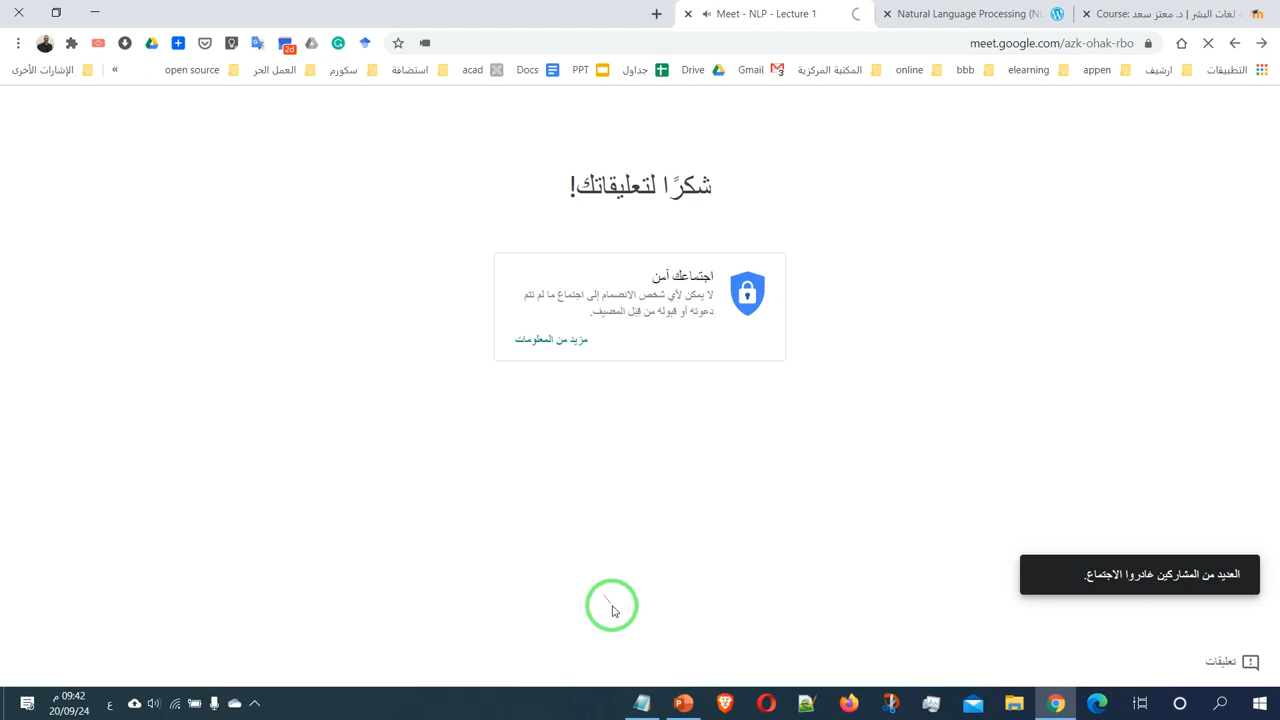 Meet - NLP - Lecture 1
Natural Language Processing (N
Course: د. معتز سعد | لغات البشر
meet.google.com/azk-ohak-rbo
2d
التطبيقات
ارشيف
appen
elearning
bbb
online
المكتبة المركزية
Gmail
Drive
جداول
PPT
Docs
acad
استضافة
سكورم
العمل الحر
open source
»
الإشارات الأخرى
شكرًا لتعليقاتك!
اجتماعك آمن
لا يمكن لأي شخص الانضمام إلى اجتماع ما لم تتم
دعوته أو قبوله من قِبَل المضيف.
مزيد من المعلومات
العديد من المشاركين غادروا الاجتماع.
تعليقات
ع
09:42 م
20/09/24